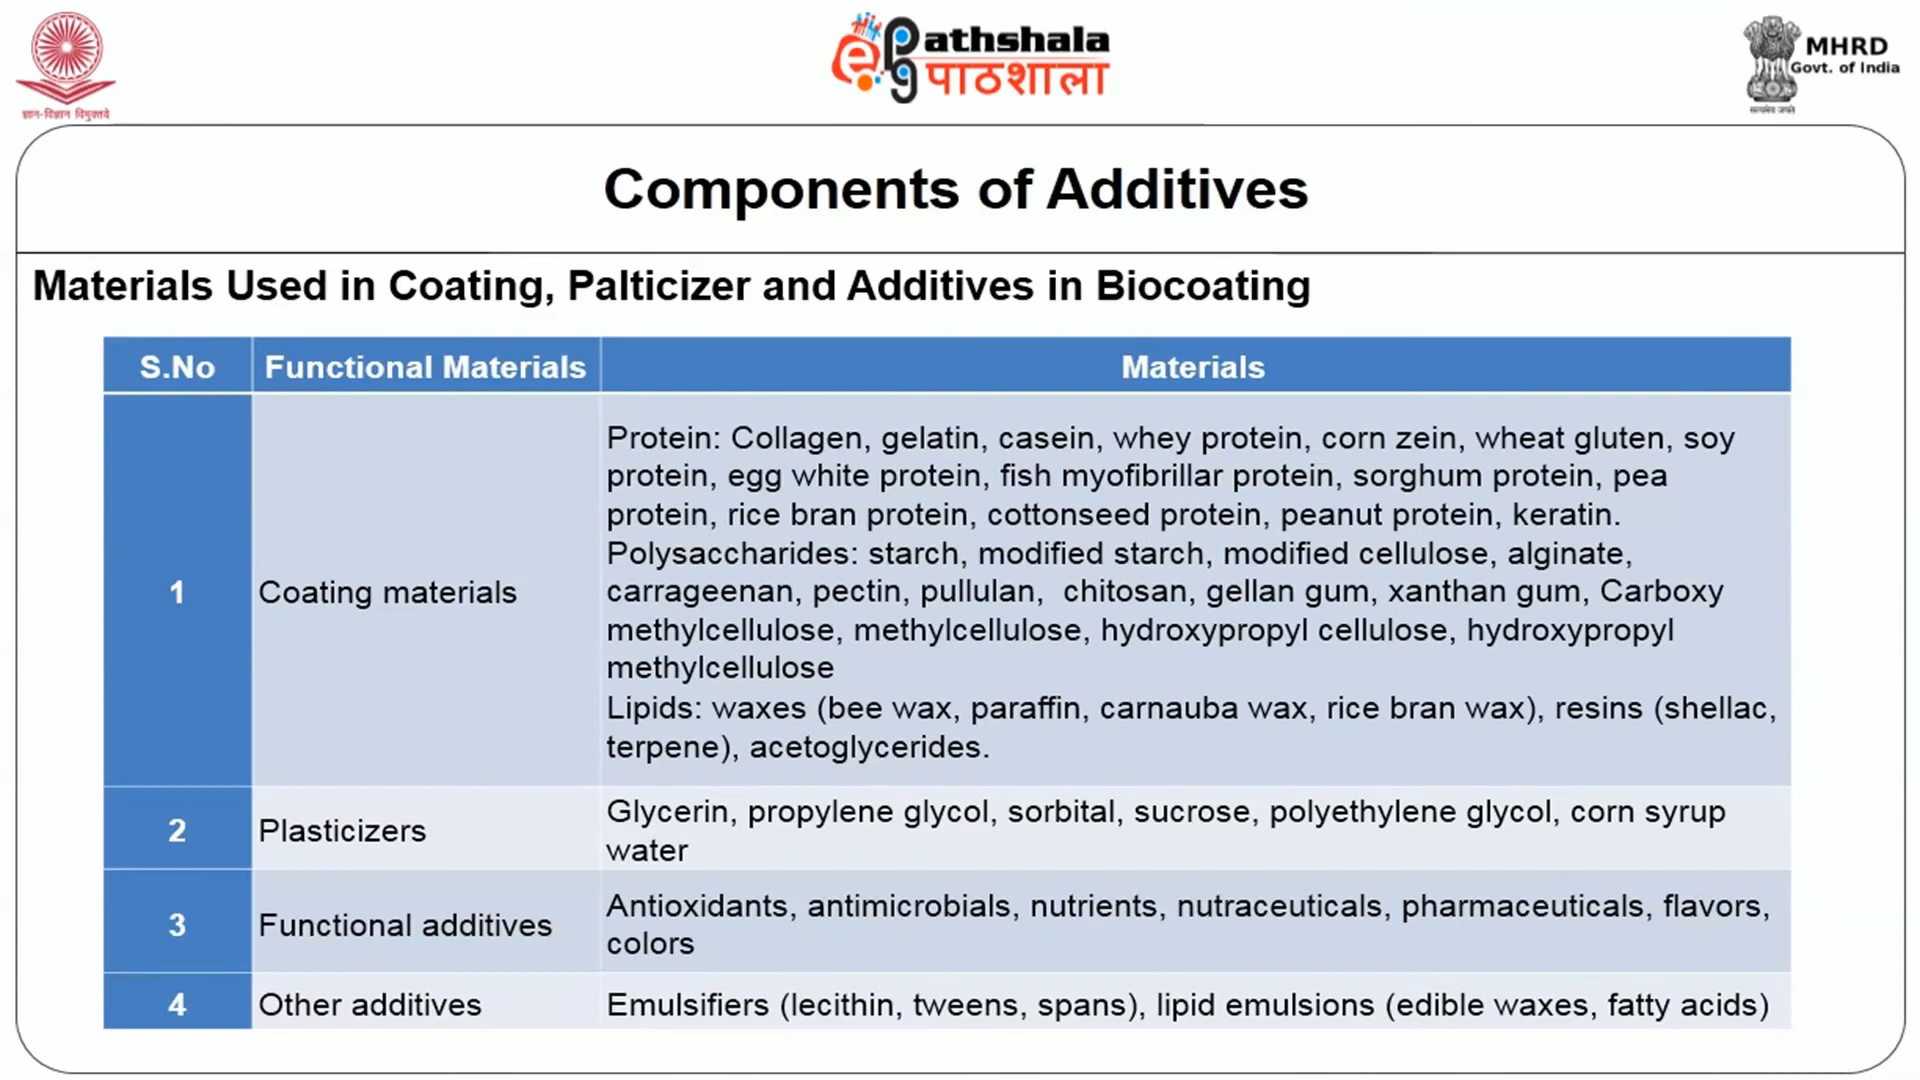 ज्ञान-विज्ञान विमुक्तये
ePathshala
pg पाठशाला
MHRD
Govt. of India
सत्यमेव जयते
Components of Additives
Materials Used in Coating, Palticizer and Additives in Biocoating
S.No Functional Materials Materials
1 Coating materials
Protein: Collagen, gelatin, casein, whey protein, corn zein, wheat gluten, soy
protein, egg white protein, fish myofibrillar protein, sorghum protein, pea
protein, rice bran protein, cottonseed protein, peanut protein, keratin.
Polysaccharides: starch, modified starch, modified cellulose, alginate,
carrageenan, pectin, pullulan,  chitosan, gellan gum, xanthan gum, Carboxy
methylcellulose, methylcellulose, hydroxypropyl cellulose, hydroxypropyl
methylcellulose
Lipids: waxes (bee wax, paraffin, carnauba wax, rice bran wax), resins (shellac,
terpene), acetoglycerides.
2 Plasticizers
Glycerin, propylene glycol, sorbital, sucrose, polyethylene glycol, corn syrup
water
3 Functional additives
Antioxidants, antimicrobials, nutrients, nutraceuticals, pharmaceuticals, flavors,
colors
4 Other additives Emulsifiers (lecithin, tweens, spans), lipid emulsions (edible waxes, fatty acids)